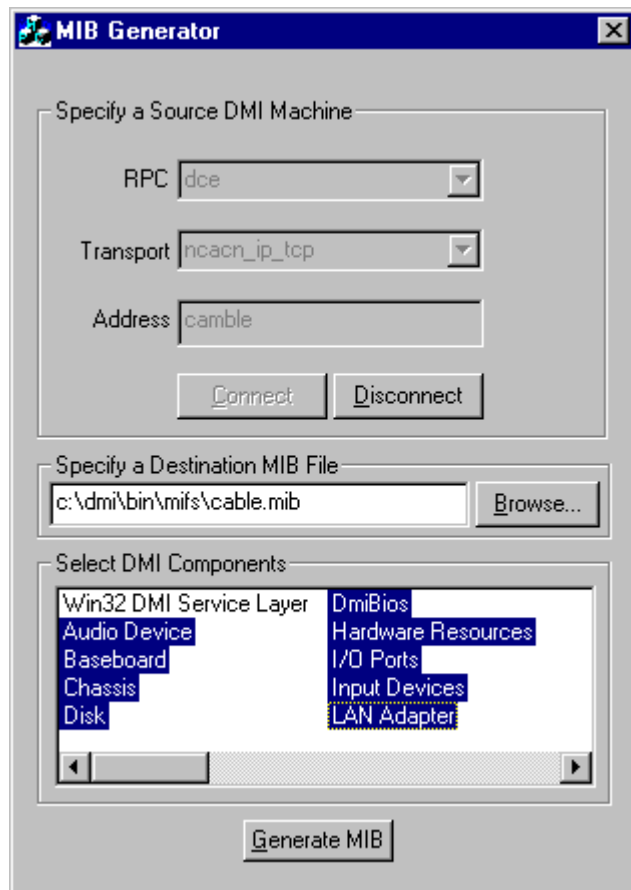 MIB Generator
Specify a Source DMI Machine
RPC dce
Transport ncacn_ip_tcp
Address camble
Connect Disconnect
Specify a Destination MIB File
c:\dmi\bin\mifs\cable.mib Browse...
Select DMI Components
Win32 DMI Service Layer DmiBios
Audio Device Hardware Resources
Baseboard I/O Ports
Chassis Input Devices
Disk LAN Adapter
Generate MIB